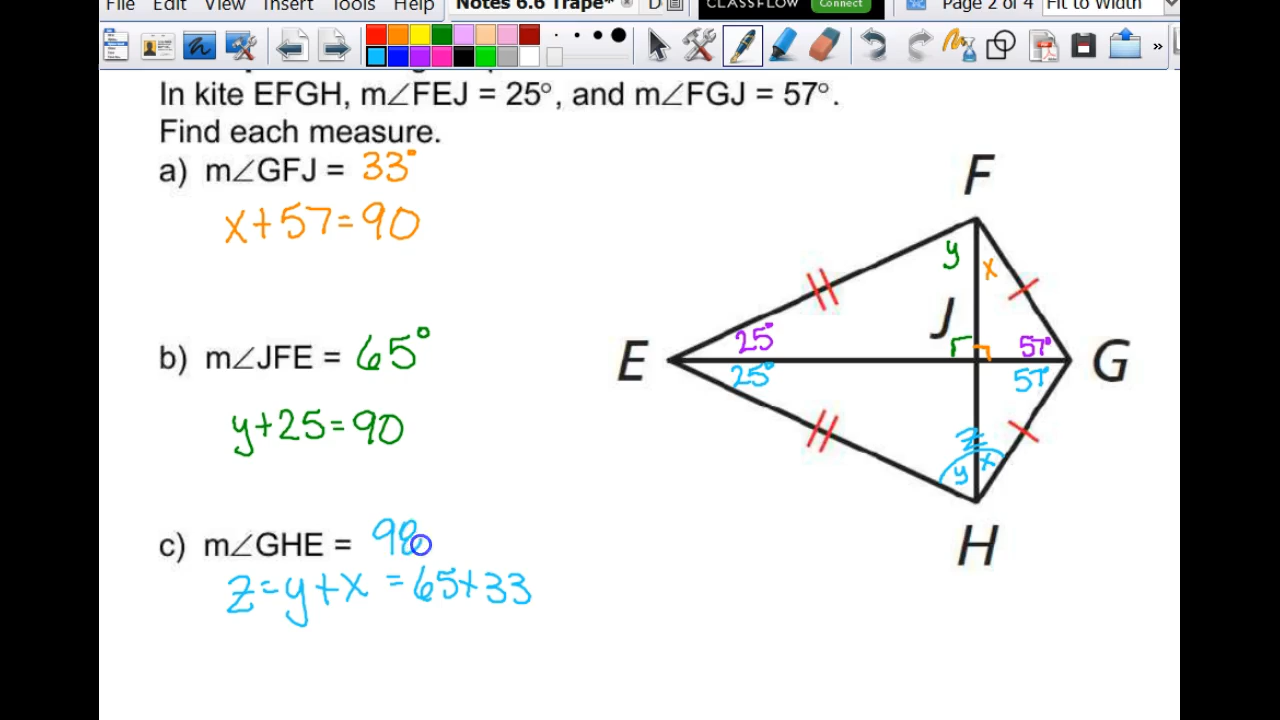 File Edit View Insert Tools Help Notes 6.6 Trape* D CLASSFLOW Connect Page 2 of 4 Fit to Width
»
In kite EFGH, m∠FEJ = 25°, and m∠FGJ = 57°.
Find each measure.
a) m∠GFJ = 33°
x+57=90
b) m∠JFE = 65°
y+25=90
c) m∠GHE = 98
z=y+x =65+33
F
y
x
J
E
25°
57°
G
25°
57°
z
y
x
H